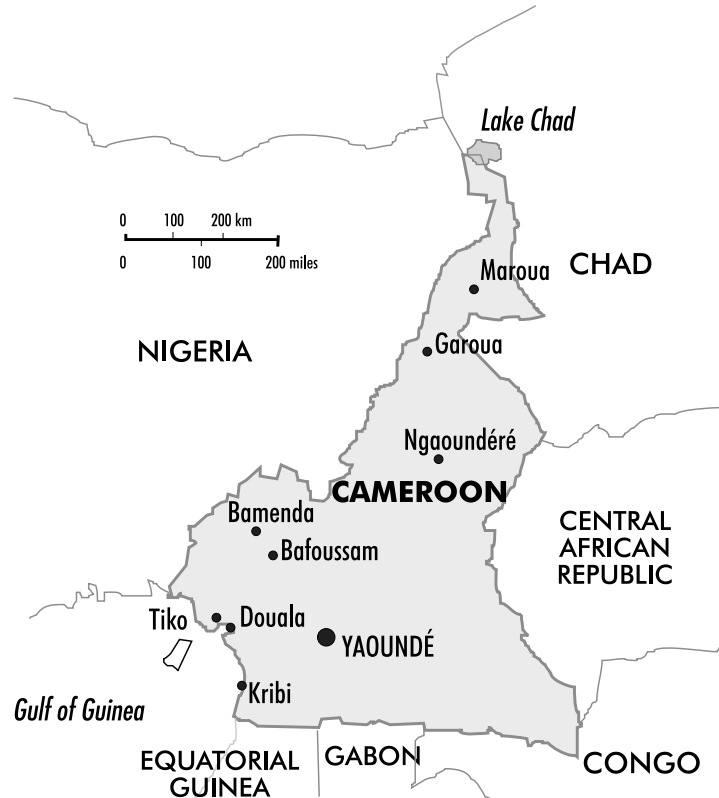 Lake Chad
0 100 200 km
0 100 200 miles
CHAD
Maroua
NIGERIA
Garoua
Ngaoundéré
CAMEROON
Bamenda
CENTRAL
AFRICAN
REPUBLIC
Bafoussam
Tiko
Douala
YAOUNDÉ
Kribi
Gulf of Guinea
EQUATORIAL
GUINEA
GABON
CONGO